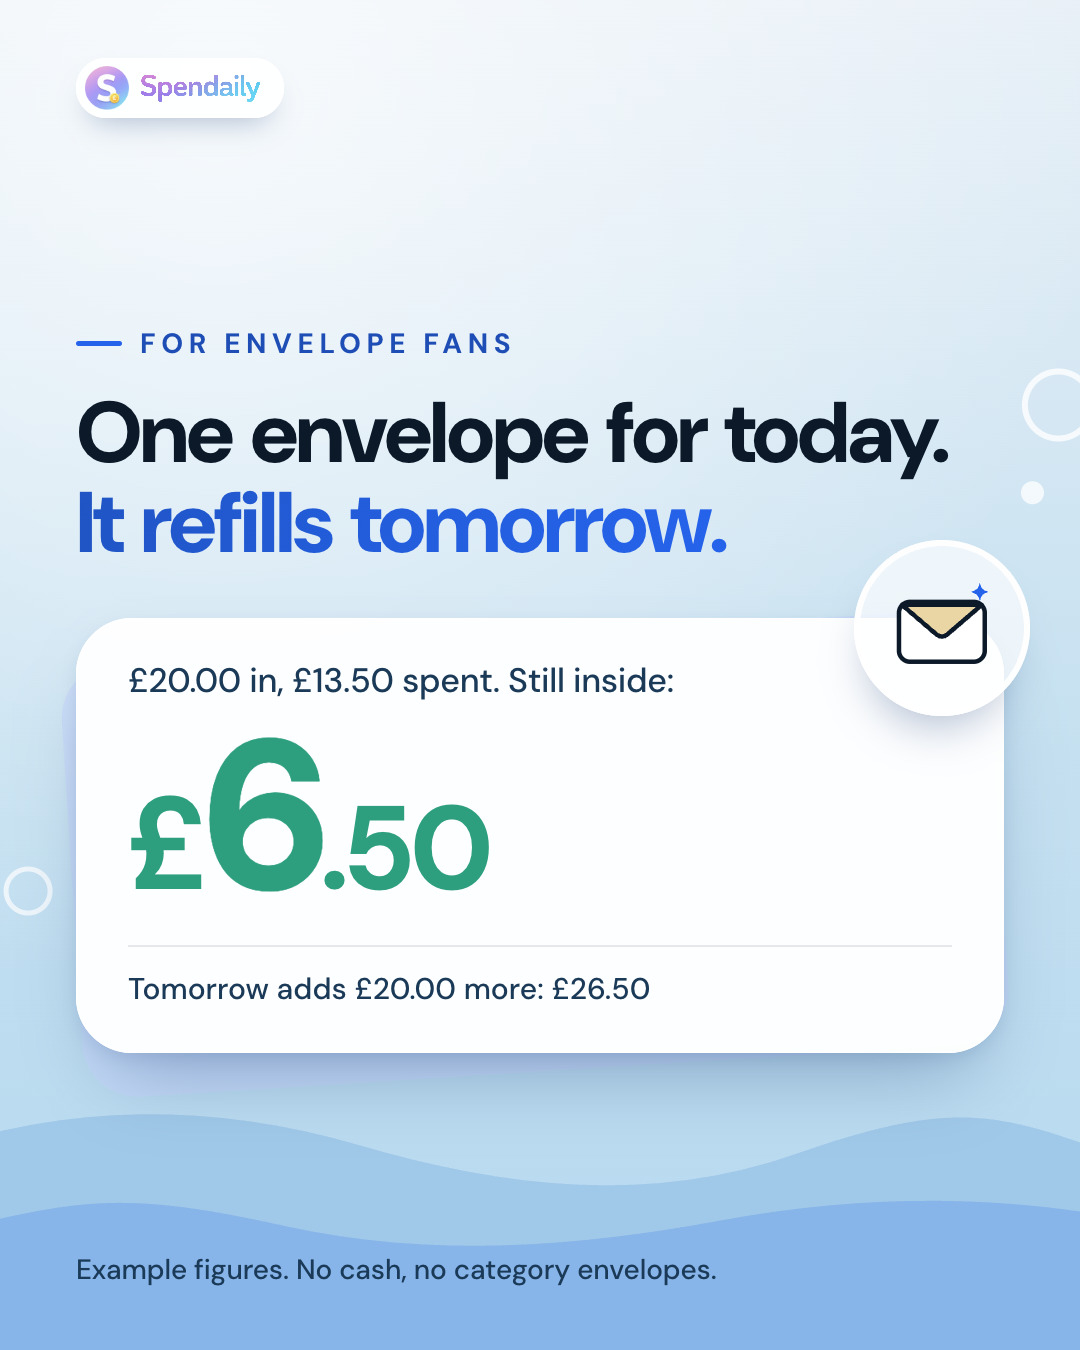 Spendaily
FOR ENVELOPE FANS
One envelope for today.
It refills tomorrow.
£20.00 in, £13.50 spent. Still inside:
£6.50
Tomorrow adds £20.00 more: £26.50
Example figures. No cash, no category envelopes.